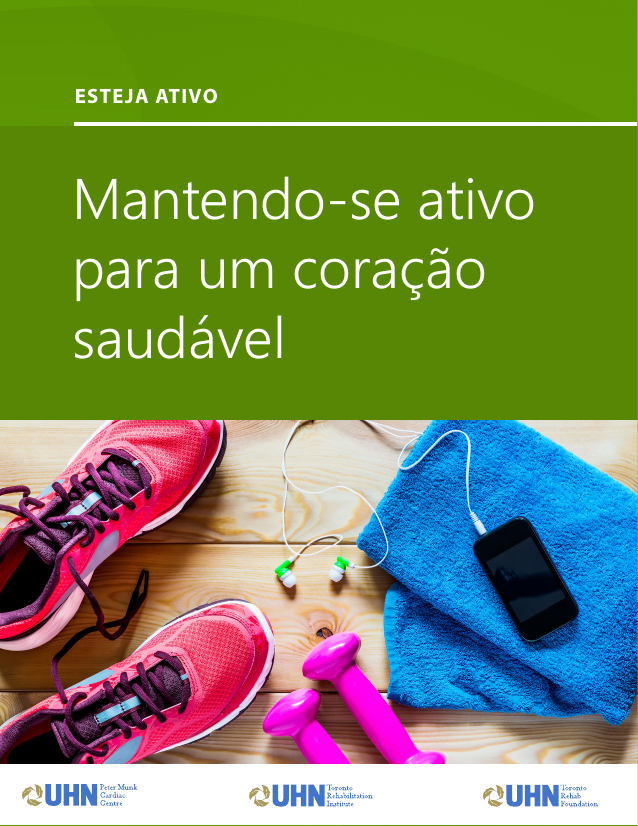 ESTEJA ATIVO
Mantendo-se ativo
para um coração
saudável
UHN Peter Munk
Cardiac
Centre
UHN Toronto
Rehabilitation
Institute
UHN Toronto
Rehab
Foundation